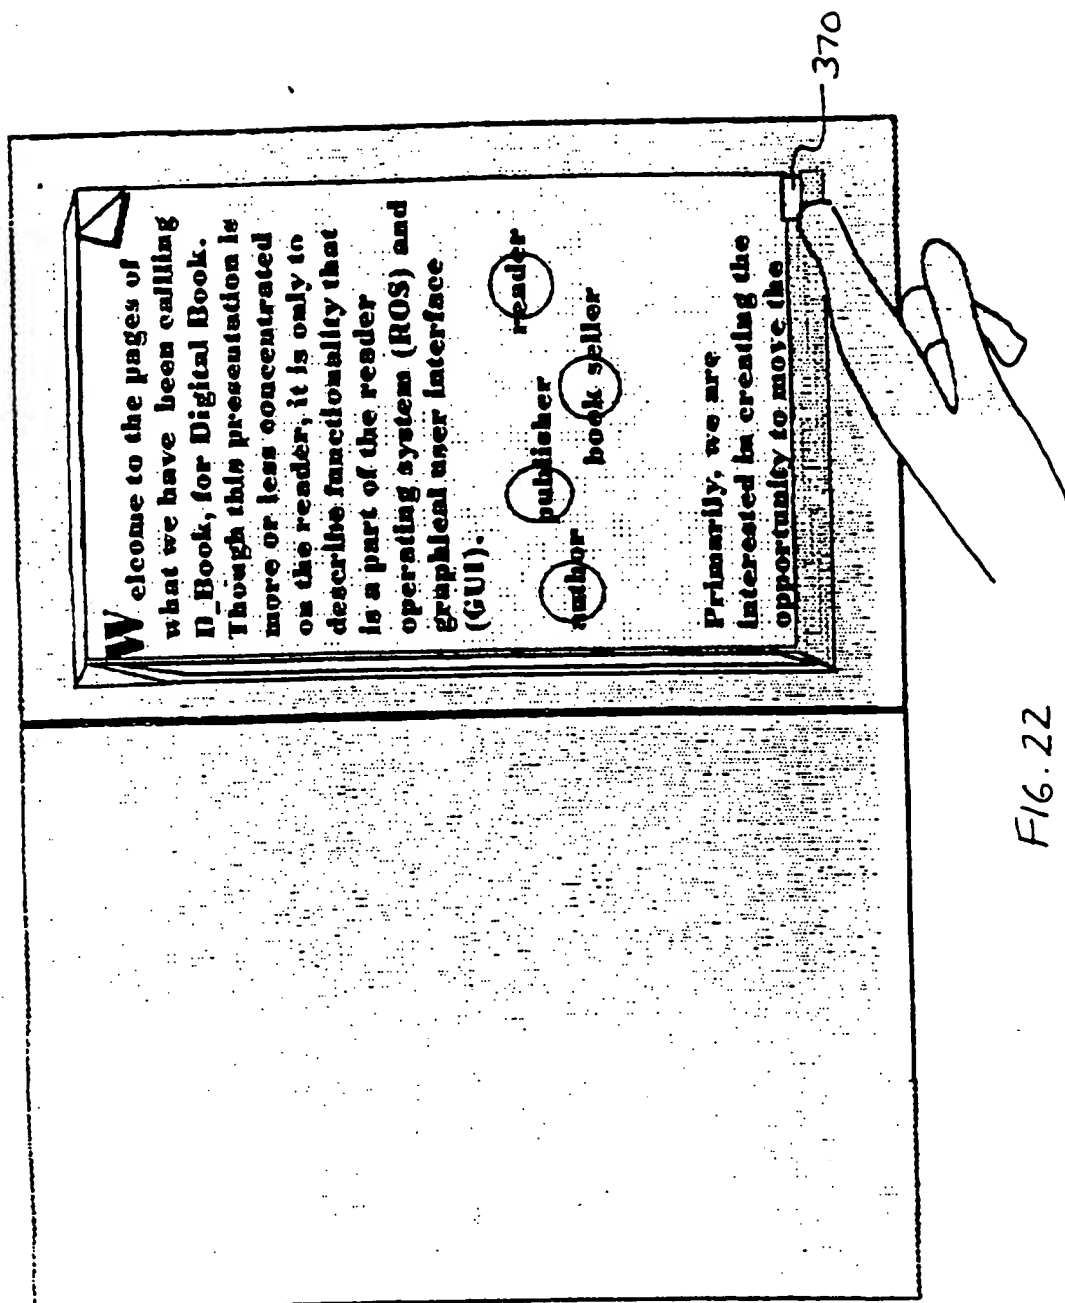 Welcome to the pages of
what we have been calling
D_Book, for Digital Book.
Though this presentation is
more or less concentrated
on the reader, it is only to
describe functionality that
is a part of the reader
operating system (ROS) and
graphical user interface
(GUI).
author
publisher
book seller
reader
Primarily, we are
interested in creating the
opportunity to move the
370
FIG. 22